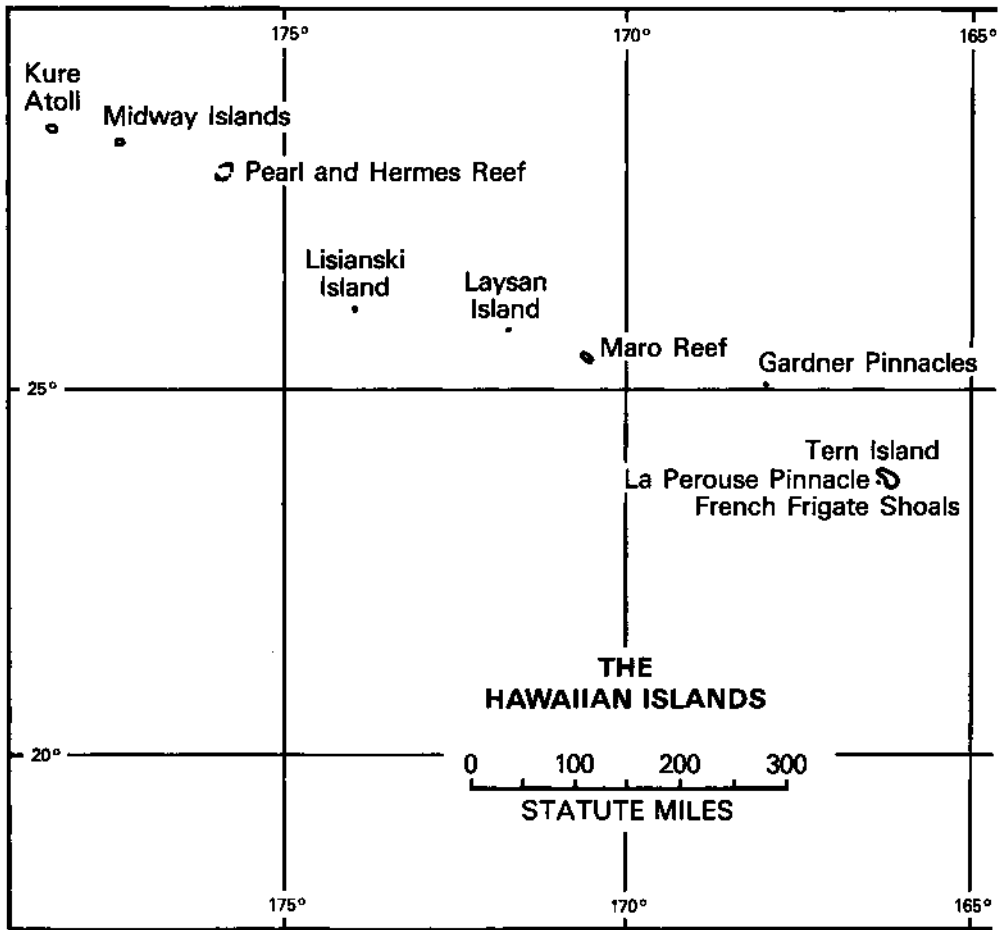 175°
170°
165°
Kure
Atoll
Midway Islands
Pearl and Hermes Reef
Lisianski
Island
Laysan
Island
Maro Reef
Gardner Pinnacles
25°
Tern Island
La Perouse Pinnacle
French Frigate Shoals
THE
HAWAIIAN ISLANDS
20°
0 100 200 300
STATUTE MILES
175°
170°
165°